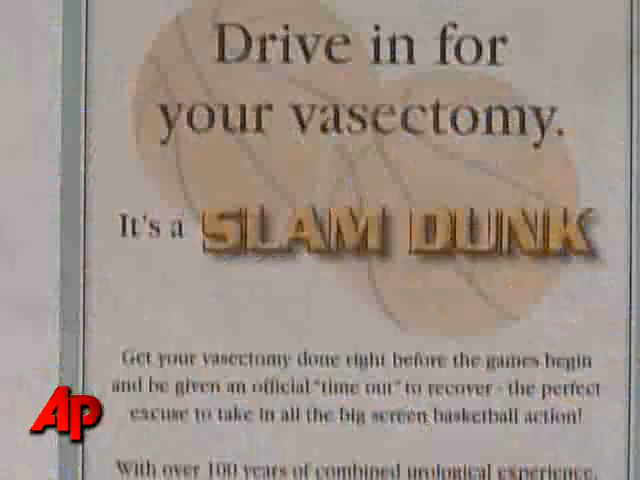 Drive in for
your vasectomy.
It's a SLAM DUNK
Get your vasectomy done right before the games begin
and be given an official "time out" to recover - the perfect
excuse to take in all the big screen basketball action!
With over 100 years of combined urological experience,
AP